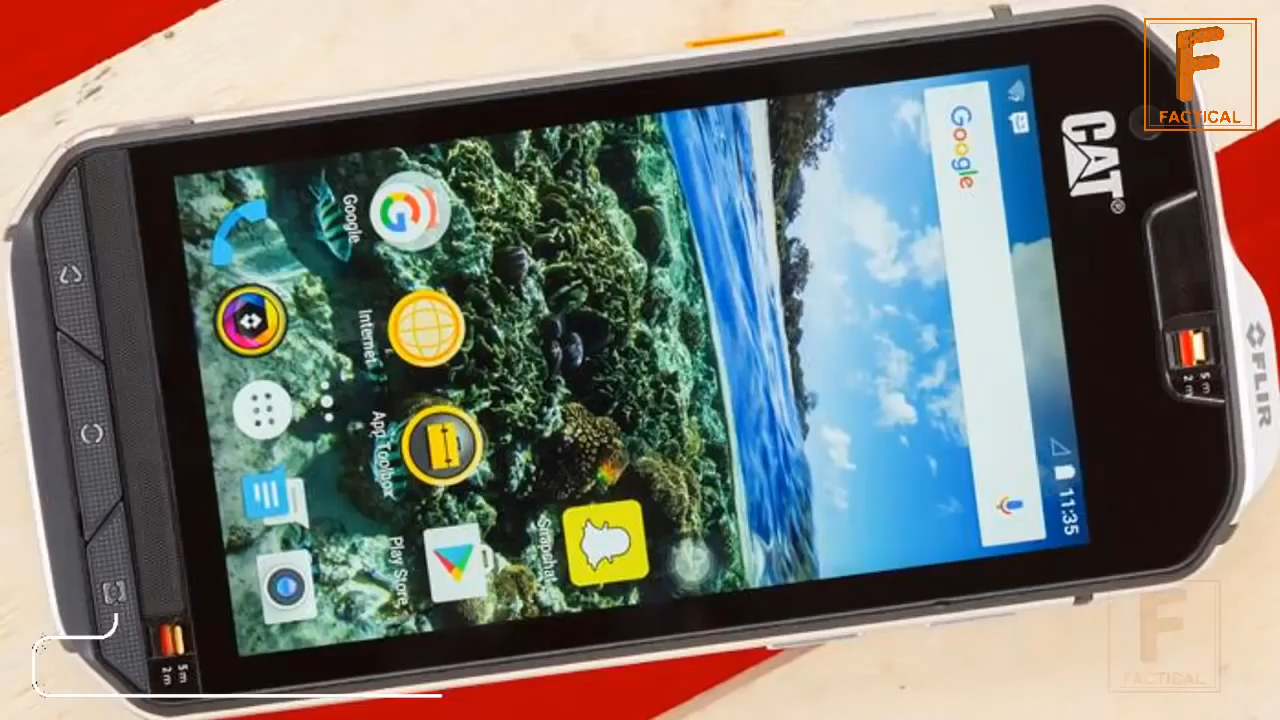 F
FACTICAL
CAT®
FLIR
5 m
2 m
Google
11:35
Google
Internet
App Toolbox
Play Store
Snapchat
5 m
2 m
F
FACTICAL